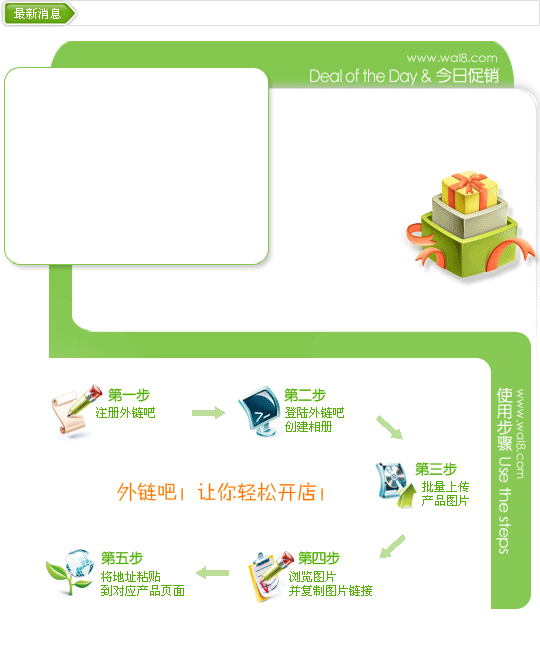 最新消息
www.wal8.com
Deal of the Day & 今日促销
第一步
注册外链吧
第二步
登陆外链吧
创建相册
第三步
批量上传
产品图片
外链吧！让你轻松开店！
第四步
浏览图片
并复制图片链接
第五步
将地址粘贴
到对应产品页面
www.wal8.com
使用步骤 Use the steps